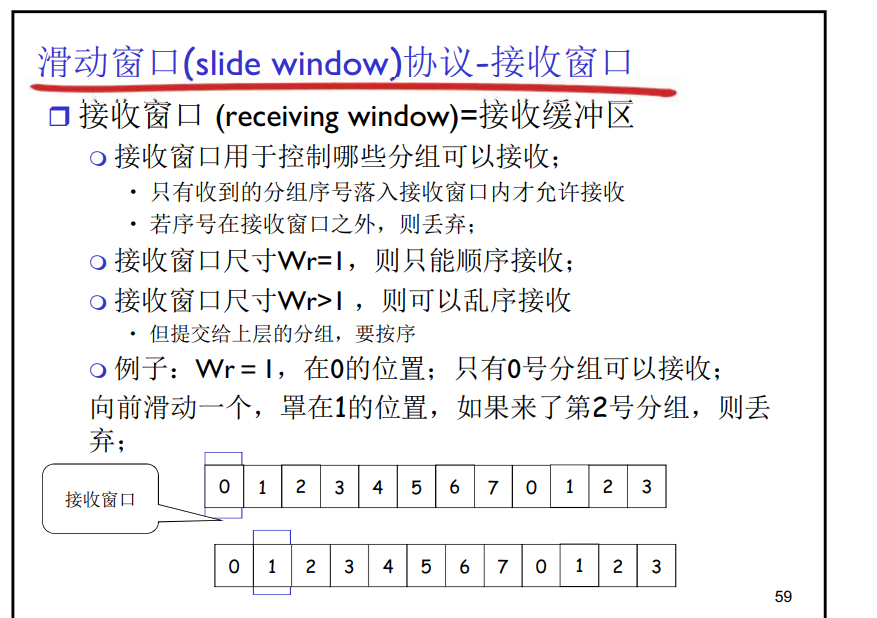 滑动窗口(slide window)协议-接收窗口
接收窗口 (receiving window)=接收缓冲区
接收窗口用于控制哪些分组可以接收；
• 只有收到的分组序号落入接收窗口内才允许接收
• 若序号在接收窗口之外，则丢弃；
接收窗口尺寸Wr=1，则只能顺序接收；
接收窗口尺寸Wr>1 ，则可以乱序接收
• 但提交给上层的分组，要按序
例子：Wr = 1，在0的位置；只有0号分组可以接收；
向前滑动一个，罩在1的位置，如果来了第2号分组，则丢
弃；
接收窗口
0 1 2 3 4 5 6 7 0 1 2 3
0 1 2 3 4 5 6 7 0 1 2 3
59